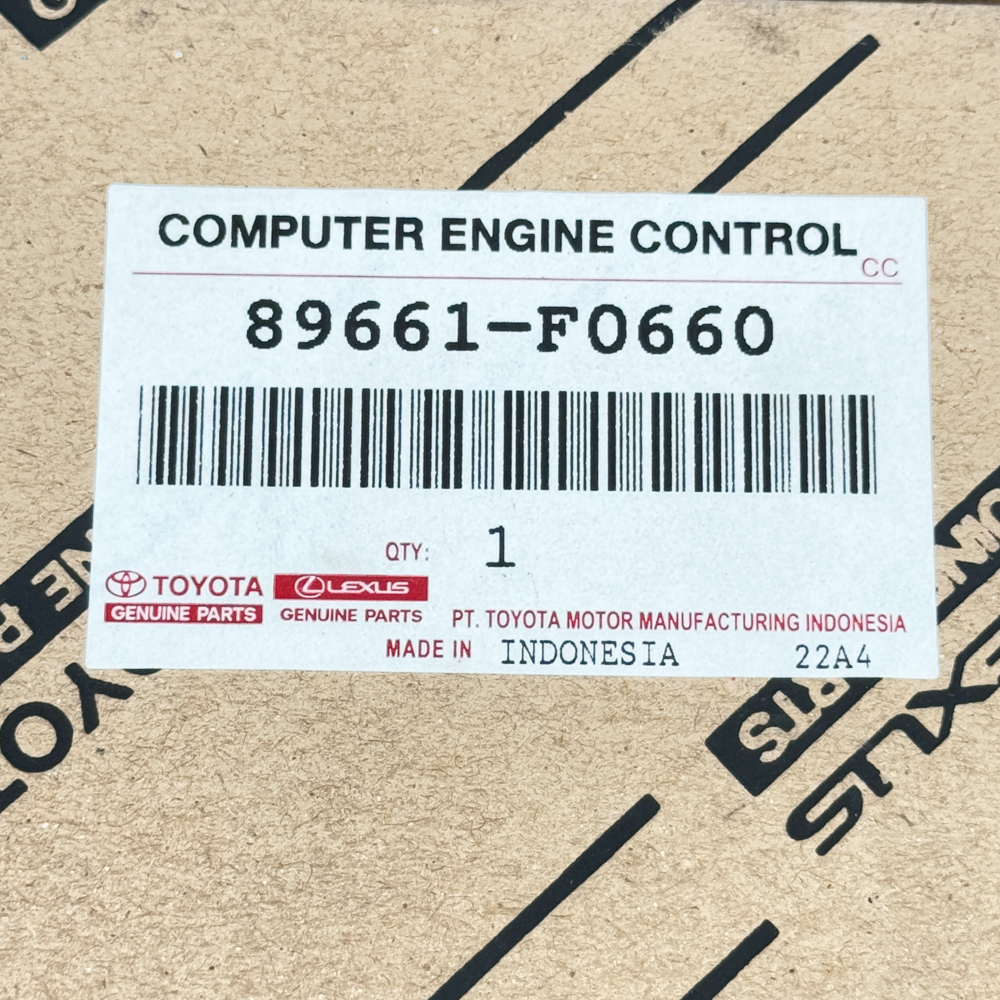 COMPUTER ENGINE CONTROL
CC
89661-F0660
QTY: 1
TOYOTA LEXUS
GENUINE PARTS GENUINE PARTS PT. TOYOTA MOTOR MANUFACTURING INDONESIA
MADE IN INDONESIA 22A4